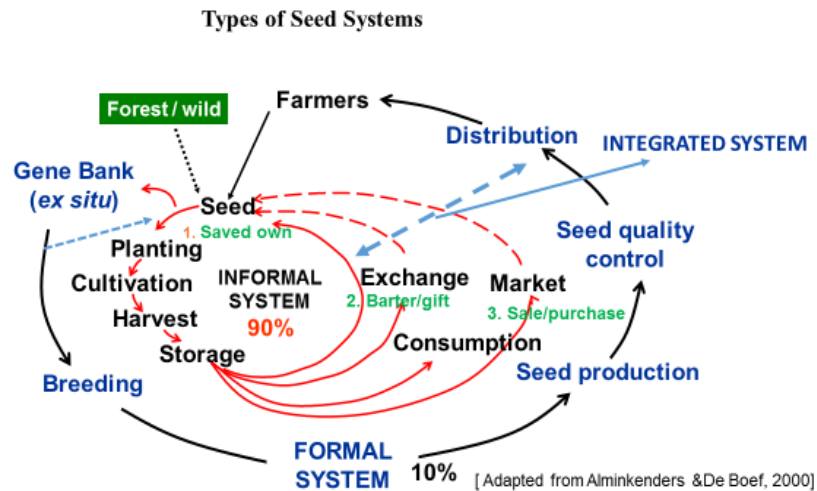 Types of Seed Systems
Forest / wild
Farmers
Distribution
INTEGRATED SYSTEM
Gene Bank
(ex situ)
Seed
1. Saved own
Planting
Seed quality
control
Cultivation
INFORMAL
SYSTEM
90%
Exchange
2. Barter/gift
Market
3. Sale/purchase
Harvest
Storage
Consumption
Breeding
Seed production
FORMAL
SYSTEM
10%
[ Adapted from Alminkenders &De Boef, 2000]